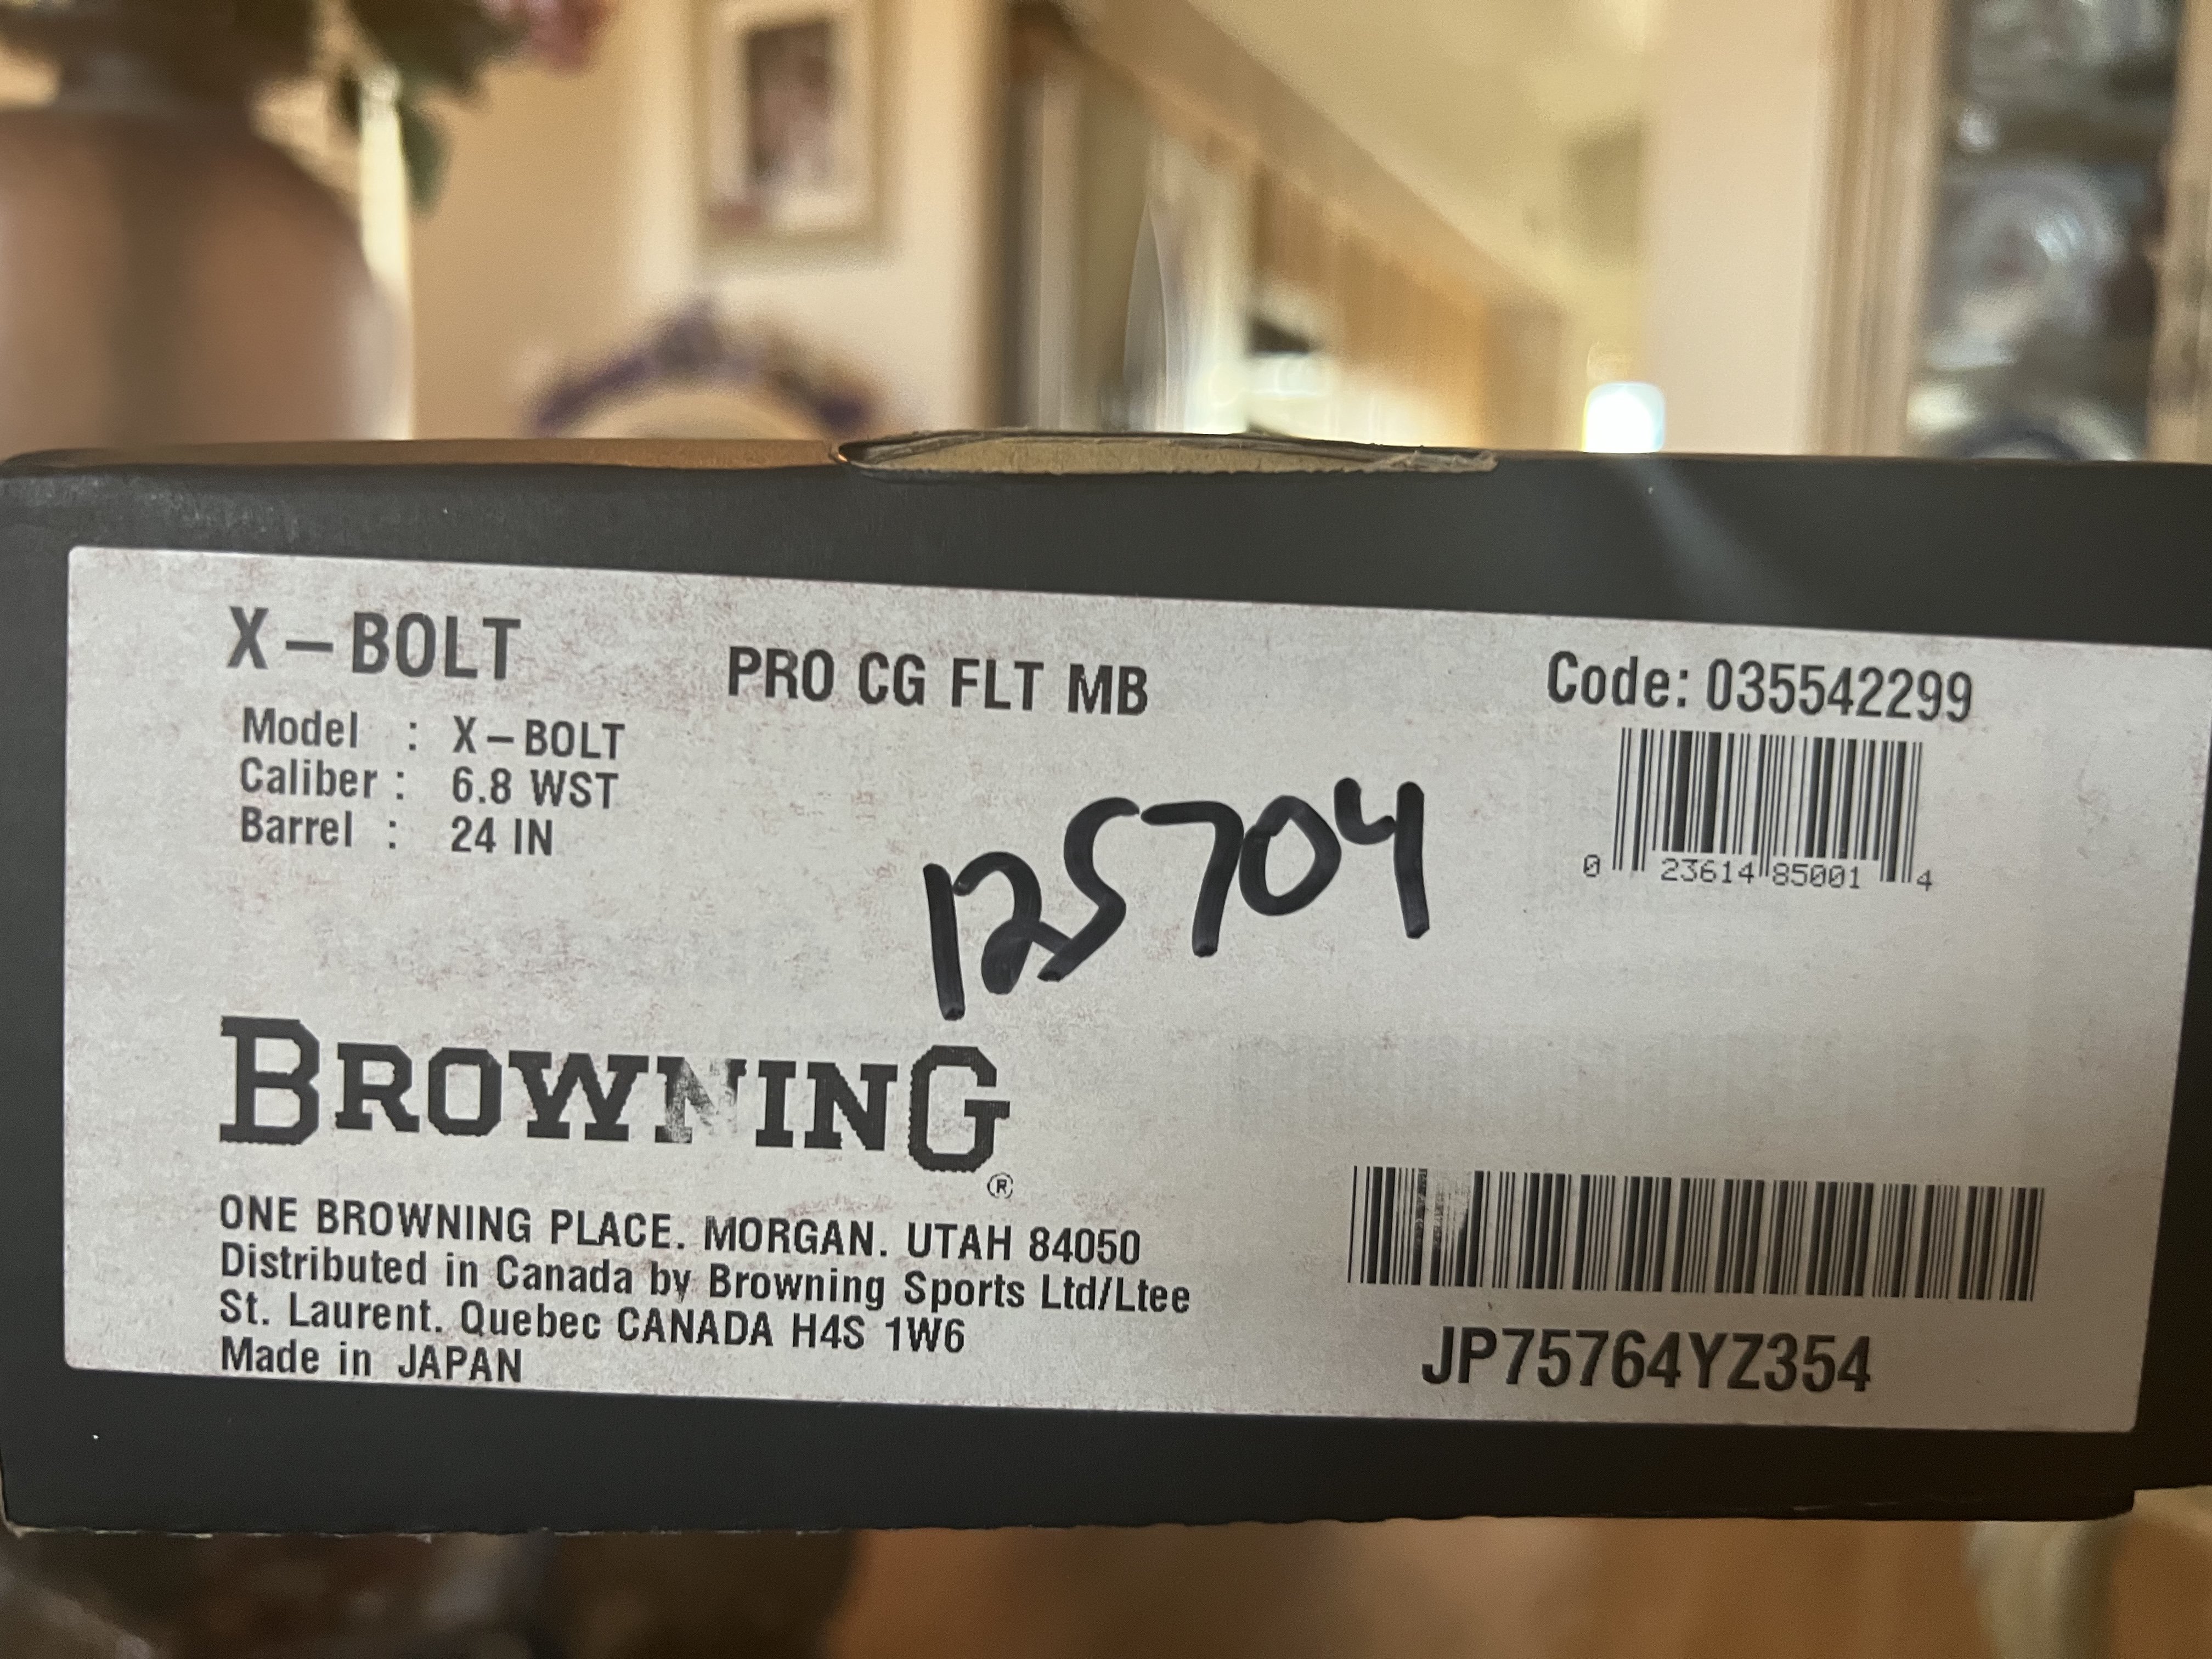 X–BOLT PRO CG FLT MB Code: 035542299
Model : X–BOLT
Caliber : 6.8 WST
Barrel : 24 IN
0 23614 85001 4
125704
BROWNING®
ONE BROWNING PLACE. MORGAN. UTAH 84050
Distributed in Canada by Browning Sports Ltd/Ltee
St. Laurent. Quebec CANADA H4S 1W6
Made in JAPAN
JP75764YZ354